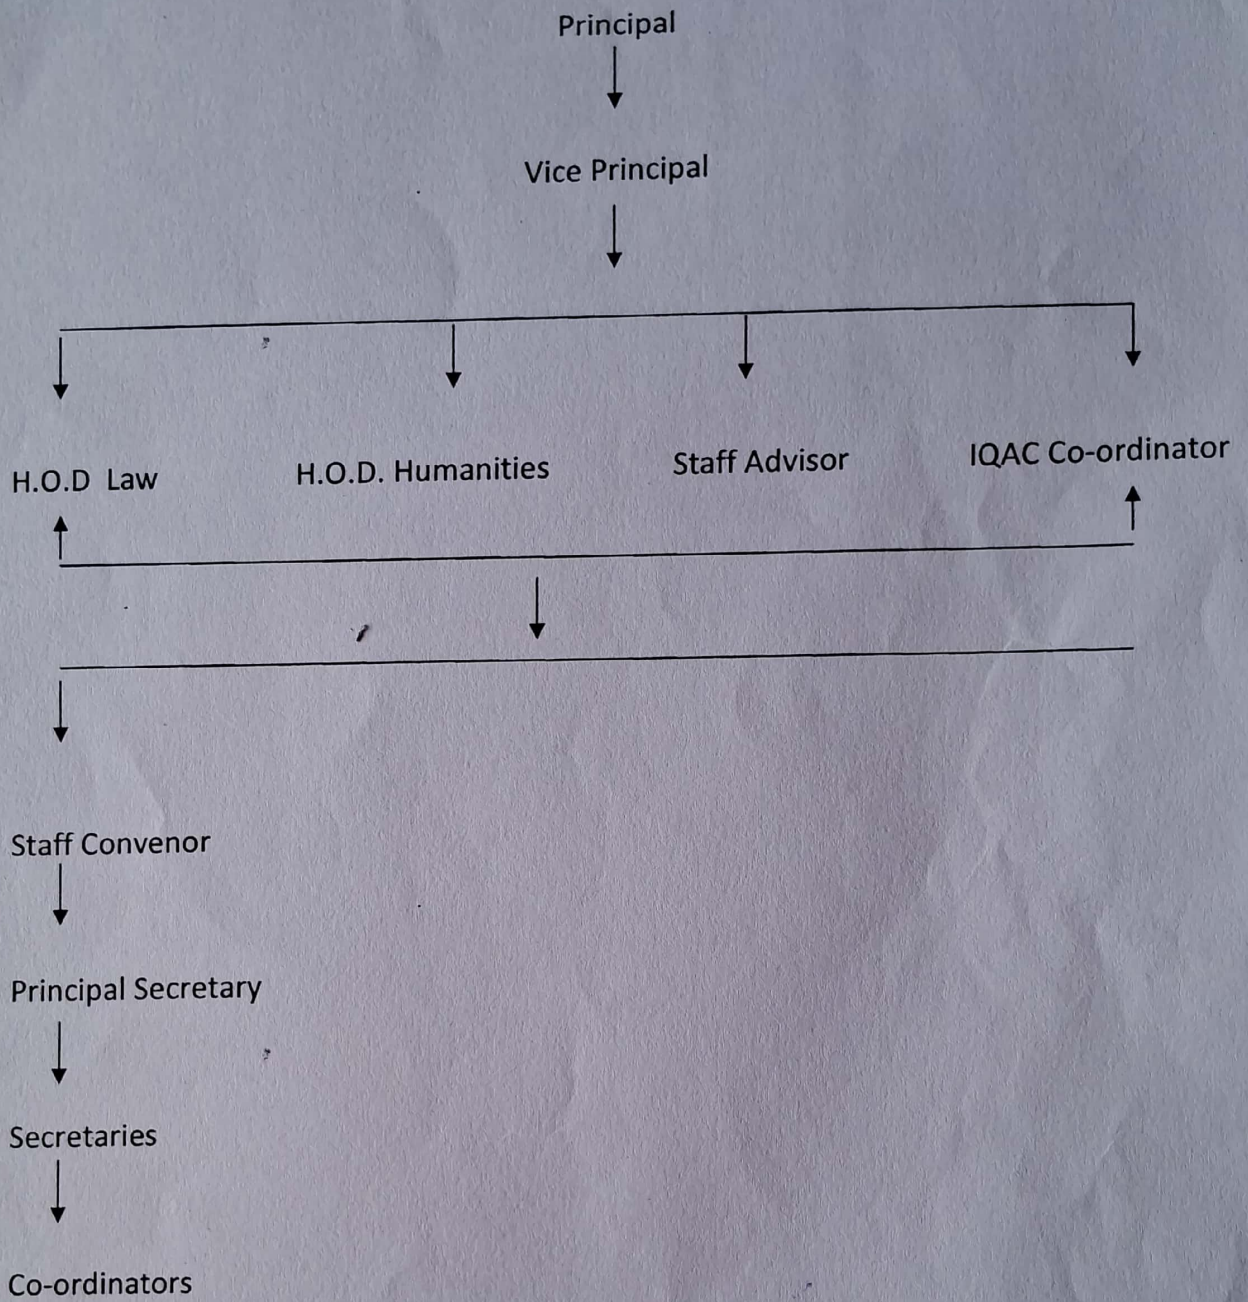 Principal
Vice Principal
H.O.D Law
H.O.D. Humanities
Staff Advisor
IQAC Co-ordinator
Staff Convenor
Principal Secretary
Secretaries
Co-ordinators